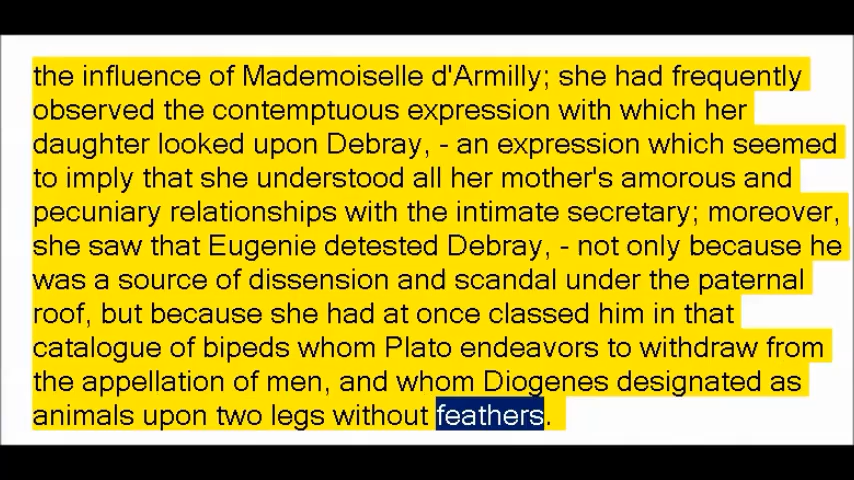 the influence of Mademoiselle d'Armilly; she had frequently
observed the contemptuous expression with which her
daughter looked upon Debray, - an expression which seemed
to imply that she understood all her mother's amorous and
pecuniary relationships with the intimate secretary; moreover,
she saw that Eugenie detested Debray, - not only because he
was a source of dissension and scandal under the paternal
roof, but because she had at once classed him in that
catalogue of bipeds whom Plato endeavors to withdraw from
the appellation of men, and whom Diogenes designated as
animals upon two legs without feathers.